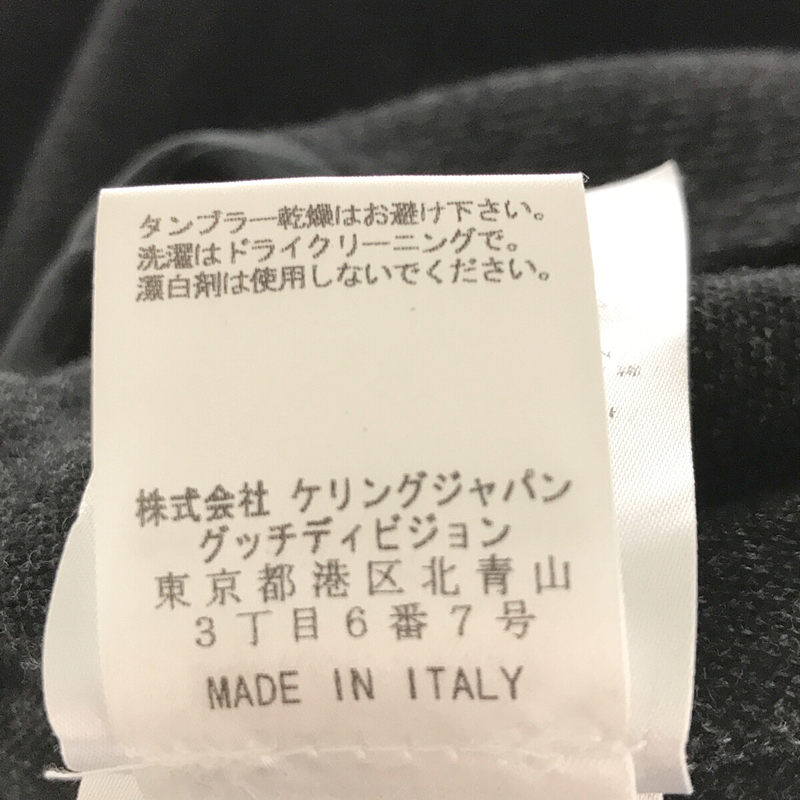 タンブラー乾燥はお避け下さい。
洗濯はドライクリーニングで。
漂白剤は使用しないでください。
株式会社 ケリングジャパン
グッチディビジョン
東京都港区北青山
3丁目6番7号
MADE IN ITALY